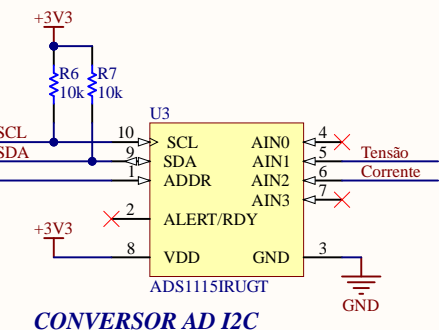 +3V3
R6 R7
10k 10k
U3
SCL 10 SCL AIN0 4
SDA 9 SDA AIN1 5 Tensão
1 ADDR AIN2 6 Corrente
AIN3 7
2 ALERT/RDY
+3V3
8 VDD GND 3
ADS1115IRUGT
GND
CONVERSOR AD I2C